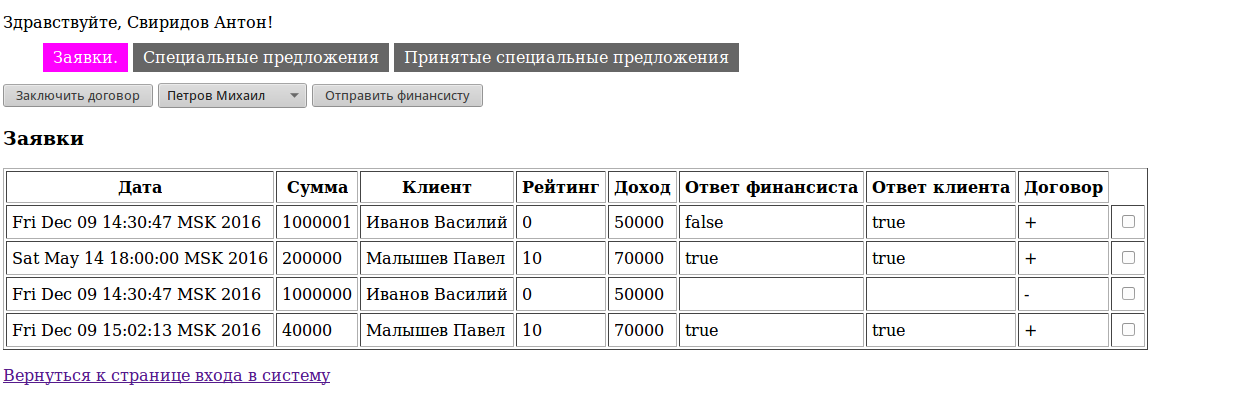 Здравствуйте, Свиридов Антон!
Заявки. Специальные предложения Принятые специальные предложения
Заключить договор Петров Михаил Отправить финансисту
Заявки
Дата Сумма Клиент Рейтинг Доход Ответ финансиста Ответ клиента Договор
Fri Dec 09 14:30:47 MSK 2016 1000001 Иванов Василий 0 50000 false true +
Sat May 14 18:00:00 MSK 2016 200000 Малышев Павел 10 70000 true true +
Fri Dec 09 14:30:47 MSK 2016 1000000 Иванов Василий 0 50000 -
Fri Dec 09 15:02:13 MSK 2016 40000 Малышев Павел 10 70000 true true +
Вернуться к странице входа в систему